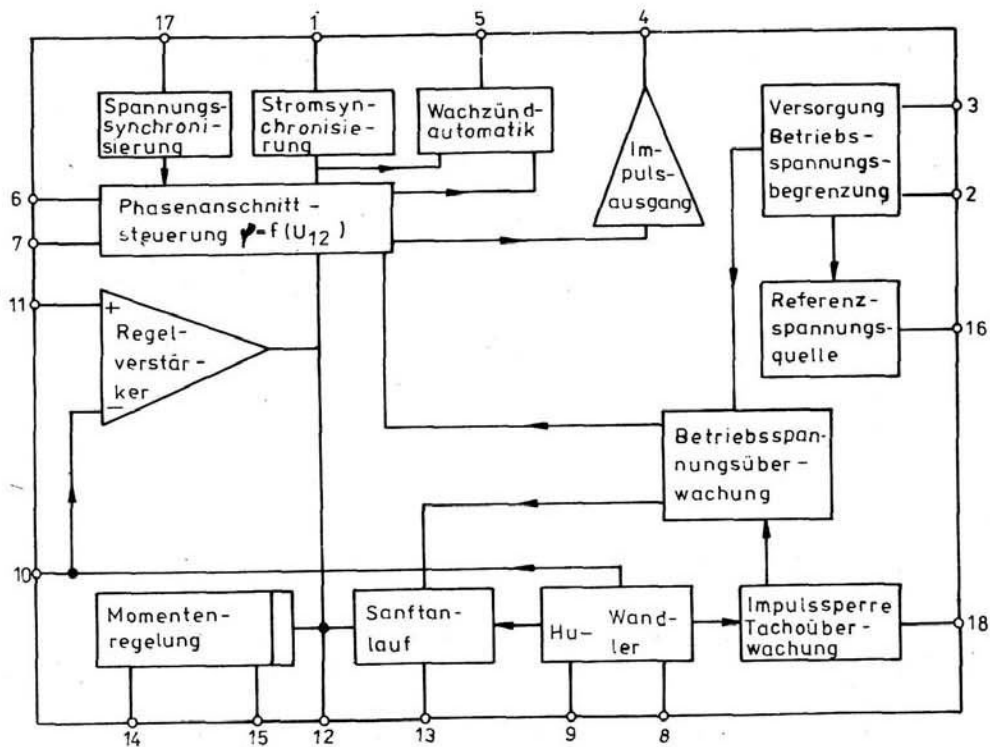 17
1
5
4
Spannungs-
synchroni-
sierung
Stromsyn-
chronisie-
rung
Wachzünd-
automatik
Im-
puls-
ausgang
Versorgung
Betriebs-
spannungs-
begrenzung
3
2
6
7
Phasenanschnitt-
steuerung φ=f(U12)
11
+
Regel-
verstär-
ker
−
Referenz-
spannungs-
quelle
16
Betriebsspan-
nungsüber-
wachung
10
Momenten-
regelung
Sanftan-
lauf
Hu-
Wand-
ler
Impulssperre
Tachoüber-
wachung
18
14
15
12
13
9
8